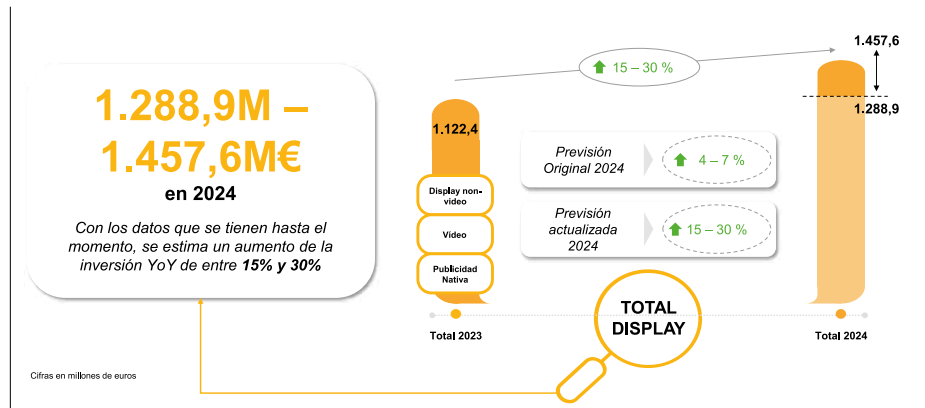 1.288,9M –
1.457,6M€
en 2024
Con los datos que se tienen hasta el
momento, se estima un aumento de la
inversión YoY de entre 15% y 30%
15 – 30 %
1.457,6
1.288,9
1.122,4
Display non-
video
Vídeo
Publicidad
Nativa
Previsión
Original 2024
4 – 7 %
Previsión
actualizada
2024
15 – 30 %
TOTAL
DISPLAY
Total 2023
Total 2024
Cifras en millones de euros